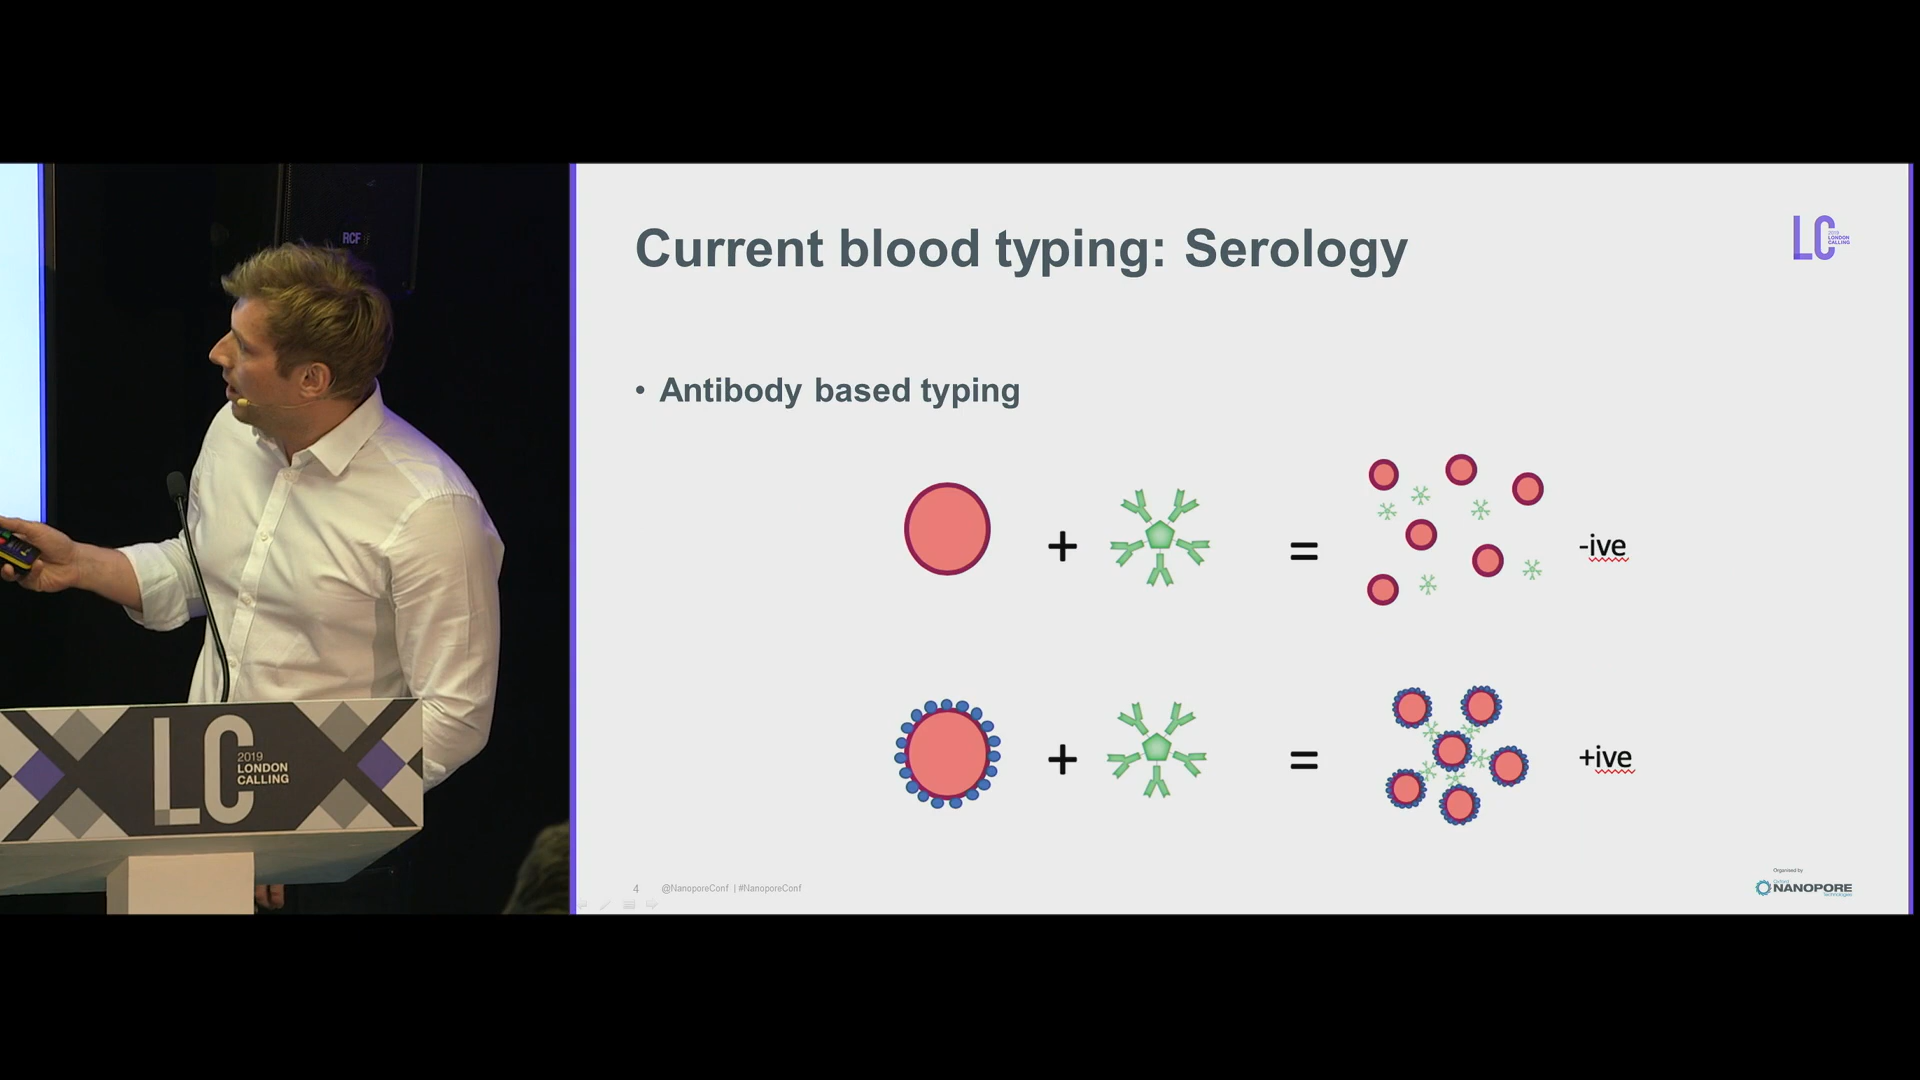 RCF
LC
2019
LONDON
CALLING
Current blood typing: Serology
LC
2019
LONDON
CALLING
• Antibody based typing
+
=
-ive
+
=
+ive
4
@NanoporeConf | #NanoporeConf
Organised by
Oxford
NANOPORE
Technologies